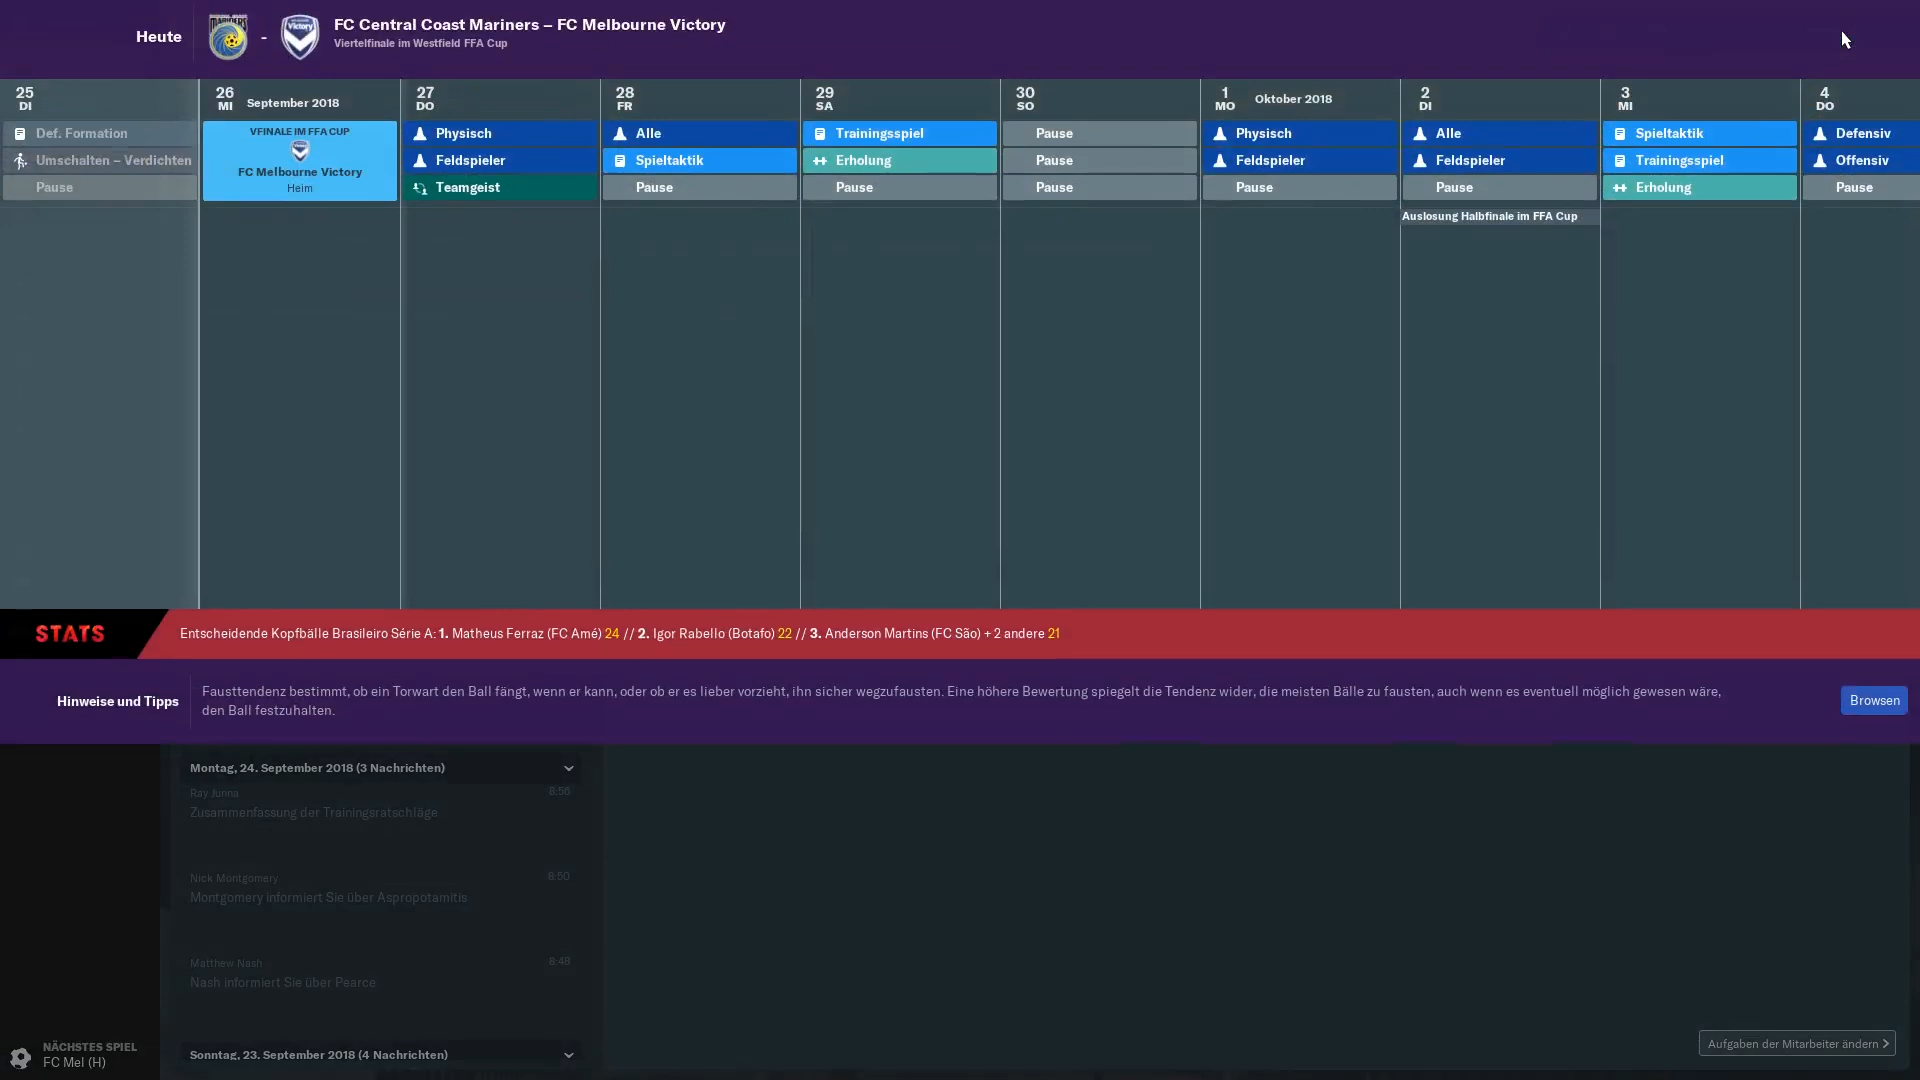 Heute
-
FC Central Coast Mariners – FC Melbourne Victory
Viertelfinale im Westfield FFA Cup
25
DI
Def. Formation
Umschalten – Verdichten
Pause
26
MI
September 2018
VFINALE IM FFA CUP
FC Melbourne Victory
Heim
27
DO
Physisch
Feldspieler
Teamgeist
28
FR
Alle
Spieltaktik
Pause
29
SA
Trainingsspiel
Erholung
Pause
30
SO
Pause
Pause
Pause
1
MO
Oktober 2018
Physisch
Feldspieler
Pause
2
DI
Alle
Feldspieler
Pause
Auslosung Halbfinale im FFA Cup
3
MI
Spieltaktik
Trainingsspiel
Erholung
4
DO
Defensiv
Offensiv
Pause
STATS
Entscheidende Kopfbälle Brasileiro Série A: 1. Matheus Ferraz (FC Amé) 24 // 2. Igor Rabello (Botafo) 22 // 3. Anderson Martins (FC São) + 2 andere 21
Hinweise und Tipps
Fausttendenz bestimmt, ob ein Torwart den Ball fängt, wenn er kann, oder ob er es lieber vorzieht, ihn sicher wegzufausten. Eine höhere Bewertung spiegelt die Tendenz wider, die meisten Bälle zu fausten, auch wenn es eventuell möglich gewesen wäre,
den Ball festzuhalten.
Browsen
Montag, 24. September 2018 (3 Nachrichten)
Ray Junna
8:56
Zusammenfassung der Trainingsratschläge
Nick Montgomery
8:50
Montgomery informiert Sie über Aspropotamitis
Matthew Nash
8:48
Nash informiert Sie über Pearce
Sonntag, 23. September 2018 (4 Nachrichten)
NÄCHSTES SPIEL
FC Mel (H)
Aufgaben der Mitarbeiter ändern >